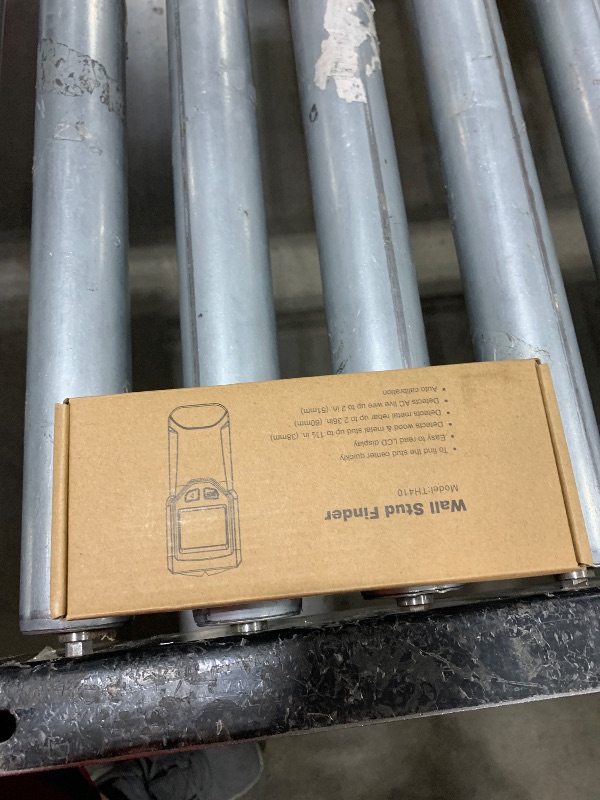 Wall Stud Finder
Model:TH410
• To find the stud center quickly
• Easy to read LCD display
• Detects wood & metal stud up to 1½ in. (38mm)
• Detects metal rebar up to 2.36in. (60mm)
• Detects AC live wire up to 2 in. (51mm)
• Auto calibration